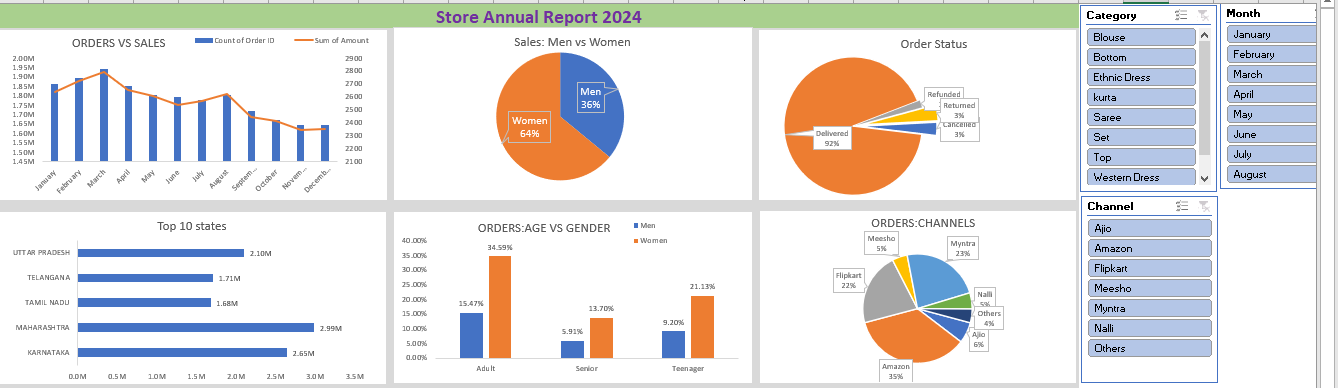 Store Annual Report 2024
ORDERS VS SALES
Count of Order ID
Sum of Amount
2.00M
1.95M
1.90M
1.85M
1.80M
1.75M
1.70M
1.65M
1.60M
1.55M
1.50M
1.45M
2900
2800
2700
2600
2500
2400
2300
2200
2100
January
February
March
April
May
June
July
August
Septem...
October
Novem...
Decemb...
Sales: Men vs Women
Men
36%
Women
64%
Order Status
Refunded
Returned
3%
Cancelled
3%
Delivered
92%
Category
Blouse
Bottom
Ethnic Dress
kurta
Saree
Set
Top
Western Dress
Month
January
February
March
April
May
June
July
August
Top 10 states
UTTAR PRADESH
2.10M
TELANGANA
1.71M
TAMIL NADU
1.68M
MAHARASHTRA
2.99M
KARNATAKA
2.65M
0.0M 0.5M 1.0M 1.5M 2.0M 2.5M 3.0M 3.5M
ORDERS:AGE VS GENDER
Men
Women
40.00%
35.00%
30.00%
25.00%
20.00%
15.00%
10.00%
5.00%
0.00%
15.47%
34.59%
5.91%
13.70%
9.20%
21.13%
Adult
Senior
Teenager
ORDERS:CHANNELS
Meesho
5%
Myntra
23%
Flipkart
22%
Nalli
5%
Others
4%
Ajio
6%
Amazon
35%
Channel
Ajio
Amazon
Flipkart
Meesho
Myntra
Nalli
Others